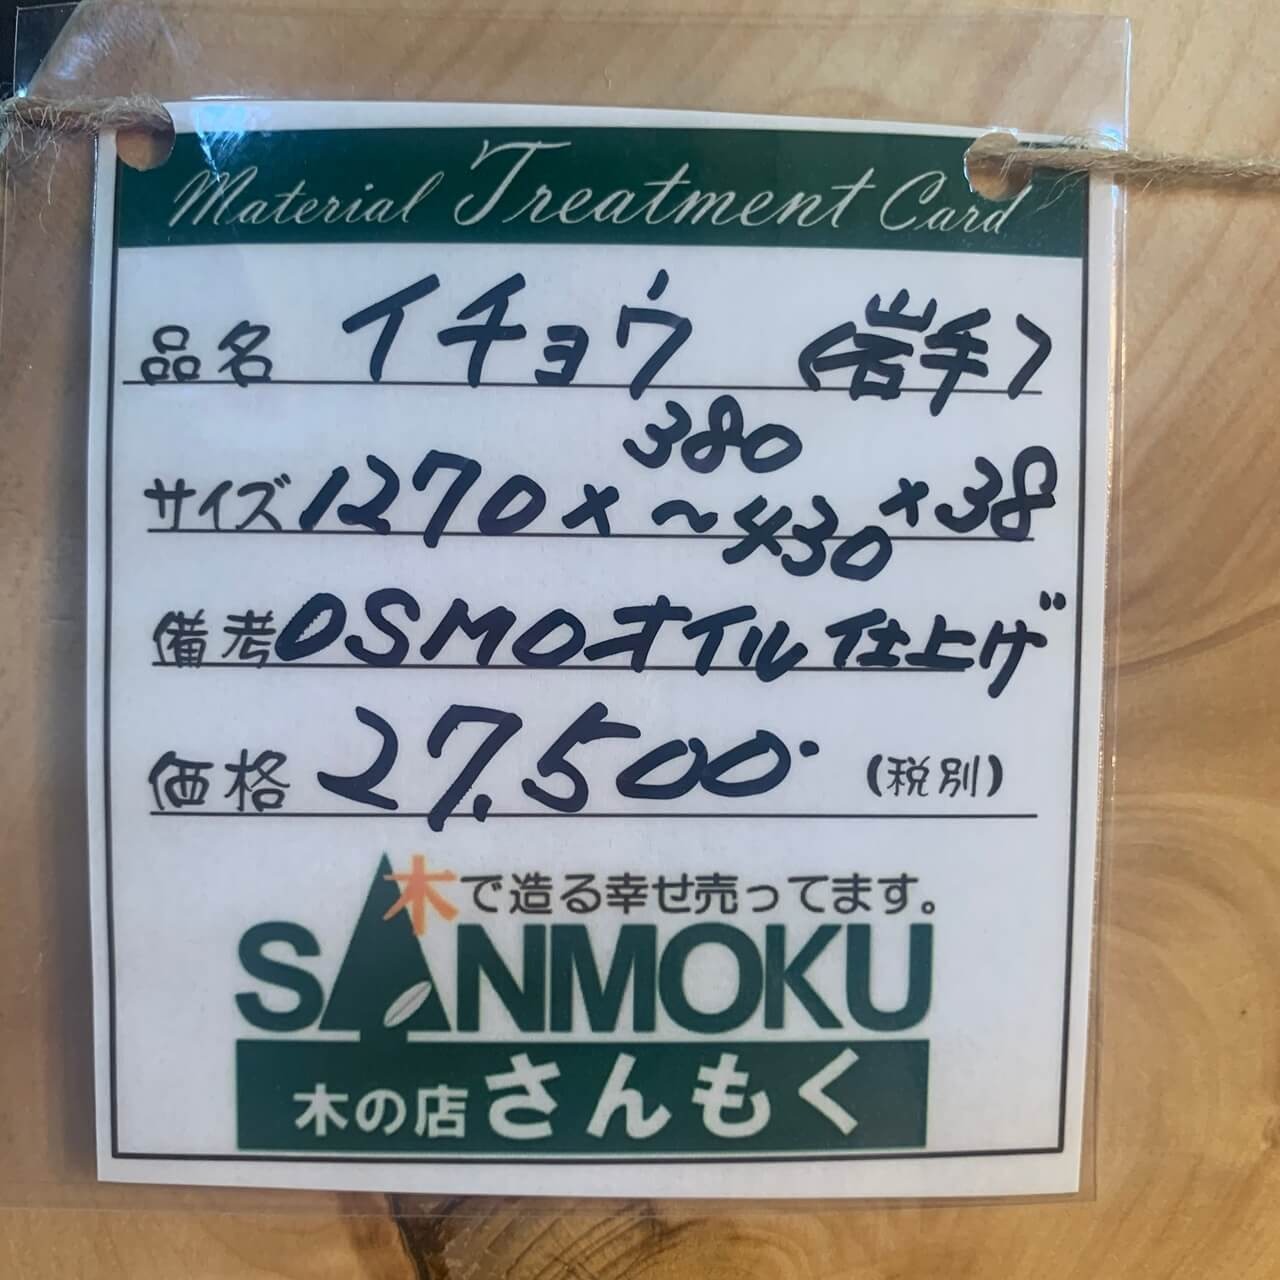 Material Treatment Card
品名 イチョウ (岩手)
サイズ 1270 × 380 ~430 × 38
備考 OSMOオイル仕上げ
価格 27,500 (税別)
木で造る幸せ売ってます。
SANMOKU
木の店 さんもく